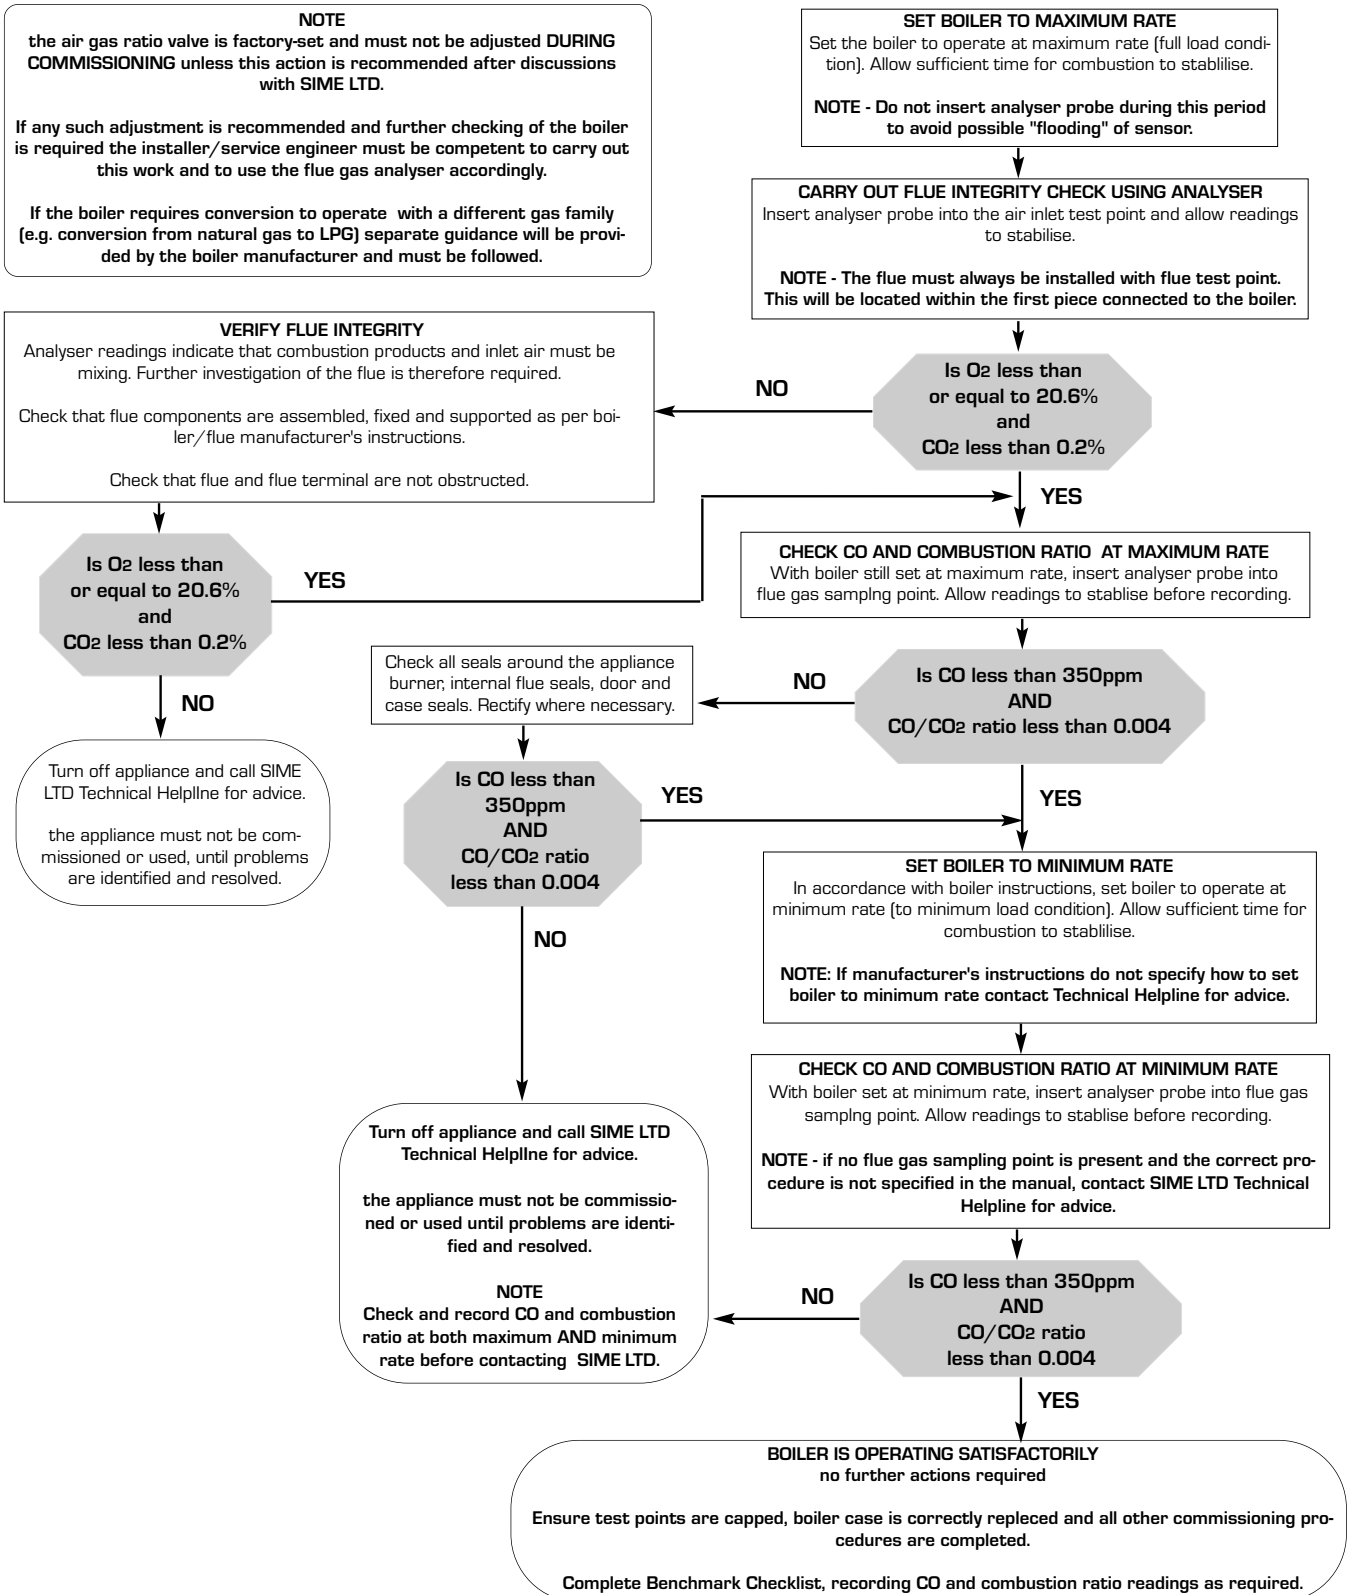 NOTE
the air gas ratio valve is factory-set and must not be adjusted DURING
COMMISSIONING unless this action is recommended after discussions
with SIME LTD.
If any such adjustment is recommended and further checking of the boiler
is required the installer/service engineer must be competent to carry out
this work and to use the flue gas analyser accordingly.
If the boiler requires conversion to operate with a different gas family
(e.g. conversion from natural gas to LPG) separate guidance will be provi-
ded by the boiler manufacturer and must be followed.
SET BOILER TO MAXIMUM RATE
Set the boiler to operate at maximum rate (full load condi-
tion). Allow sufficient time for combustion to stablilise.
NOTE - Do not insert analyser probe during this period
to avoid possible "flooding" of sensor.
CARRY OUT FLUE INTEGRITY CHECK USING ANALYSER
Insert analyser probe into the air inlet test point and allow readings
to stabilise.
NOTE - The flue must always be installed with flue test point.
This will be located within the first piece connected to the boiler.
Is O2 less than
or equal to 20.6%
and
CO2 less than 0.2%
NO
VERIFY FLUE INTEGRITY
Analyser readings indicate that combustion products and inlet air must be
mixing. Further investigation of the flue is therefore required.
Check that flue components are assembled, fixed and supported as per boi-
ler/flue manufacturer's instructions.
Check that flue and flue terminal are not obstructed.
YES
Is O2 less than
or equal to 20.6%
and
CO2 less than 0.2%
YES
NO
Turn off appliance and call SIME
LTD Technical HelplIne for advice.
the appliance must not be com-
missioned or used, until problems
are identified and resolved.
CHECK CO AND COMBUSTION RATIO AT MAXIMUM RATE
With boiler still set at maximum rate, insert analyser probe into
flue gas samplng point. Allow readings to stablise before recording.
Is CO less than 350ppm
AND
CO/CO2 ratio less than 0.004
NO
Check all seals around the appliance
burner, internal flue seals, door and
case seals. Rectify where necessary.
YES
Is CO less than
350ppm
AND
CO/CO2 ratio
less than 0.004
YES
NO
SET BOILER TO MINIMUM RATE
In accordance with boiler instructions, set boiler to operate at
minimum rate (to minimum load condition). Allow sufficient time for
combustion to stablilise.
NOTE: If manufacturer's instructions do not specify how to set
boiler to minimum rate contact Technical Helpline for advice.
CHECK CO AND COMBUSTION RATIO AT MINIMUM RATE
With boiler set at minimum rate, insert analyser probe into flue gas
samplng point. Allow readings to stablise before recording.
NOTE - if no flue gas sampling point is present and the correct pro-
cedure is not specified in the manual, contact SIME LTD Technical
Helpline for advice.
Turn off appliance and call SIME LTD
Technical HelplIne for advice.
the appliance must not be commissio-
ned or used until problems are identi-
fied and resolved.
NOTE
Check and record CO and combustion
ratio at both maximum AND minimum
rate before contacting SIME LTD.
Is CO less than 350ppm
AND
CO/CO2 ratio
less than 0.004
NO
YES
BOILER IS OPERATING SATISFACTORILY
no further actions required
Ensure test points are capped, boiler case is correctly repleced and all other commissioning pro-
cedures are completed.
Complete Benchmark Checklist, recording CO and combustion ratio readings as required.